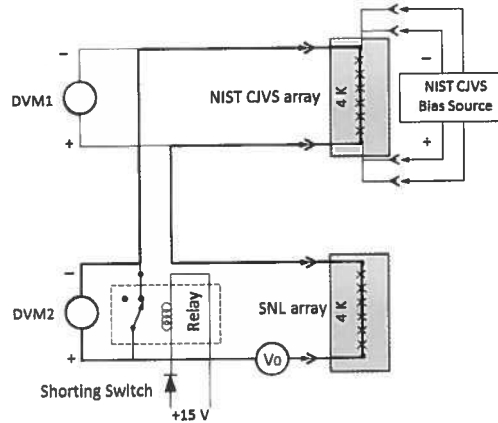 −
DVM1
+
NIST CJVS array
4 K
−
NIST CJVS
Bias Source
+
−
DVM2
+
Relay
SNL array
4 K
Vo
Shorting Switch
+15 V